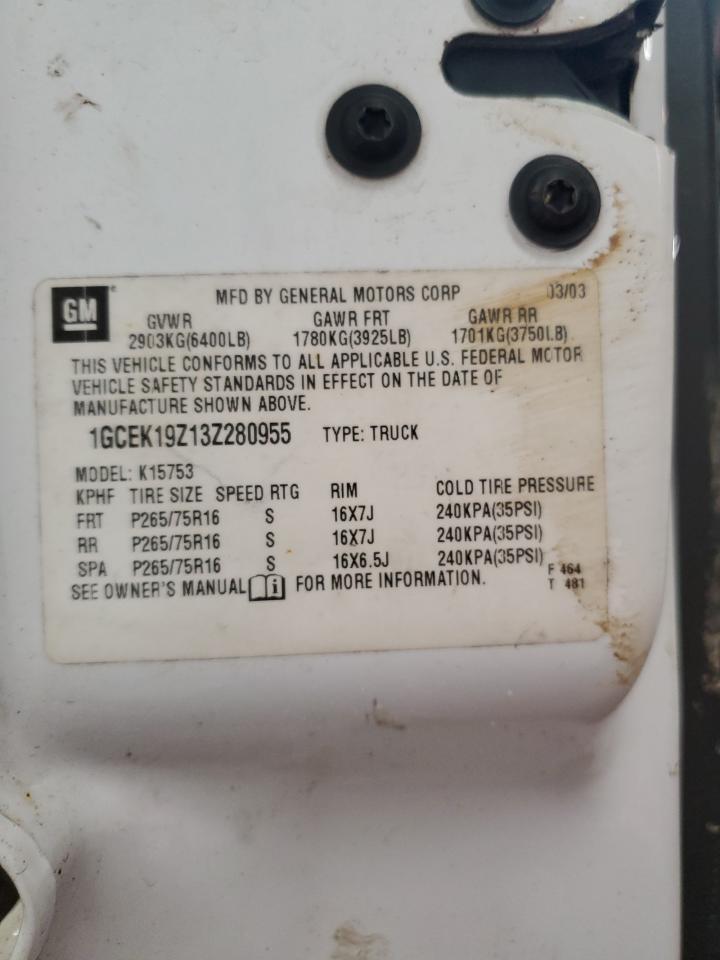 GM
MFD BY GENERAL MOTORS CORP 03/03
GVWR GAWR FRT GAWR RR
2903KG(6400LB) 1780KG(3925LB) 1701KG(3750LB)
THIS VEHICLE CONFORMS TO ALL APPLICABLE U.S. FEDERAL MOTOR
VEHICLE SAFETY STANDARDS IN EFFECT ON THE DATE OF
MANUFACTURE SHOWN ABOVE.
1GCEK19Z13Z280955 TYPE: TRUCK
MODEL: K15753
KPHF TIRE SIZE SPEED RTG RIM COLD TIRE PRESSURE
FRT P265/75R16 S 16X7J 240KPA(35PSI)
RR P265/75R16 S 16X7J 240KPA(35PSI)
SPA P265/75R16 S 16X6.5J 240KPA(35PSI)
SEE OWNER'S MANUAL i FOR MORE INFORMATION.
F 464
T 481